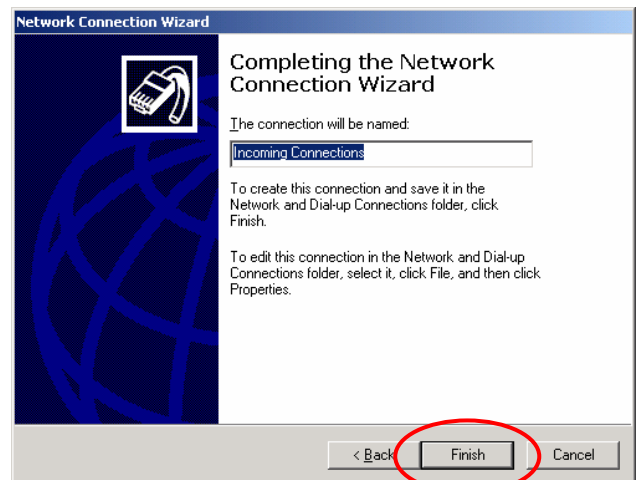 Network Connection Wizard
Completing the Network
Connection Wizard
The connection will be named:
Incoming Connections
To create this connection and save it in the
Network and Dial-up Connections folder, click
Finish.
To edit this connection in the Network and Dial-up
Connections folder, select it, click File, and then click
Properties.
< Back
Finish
Cancel